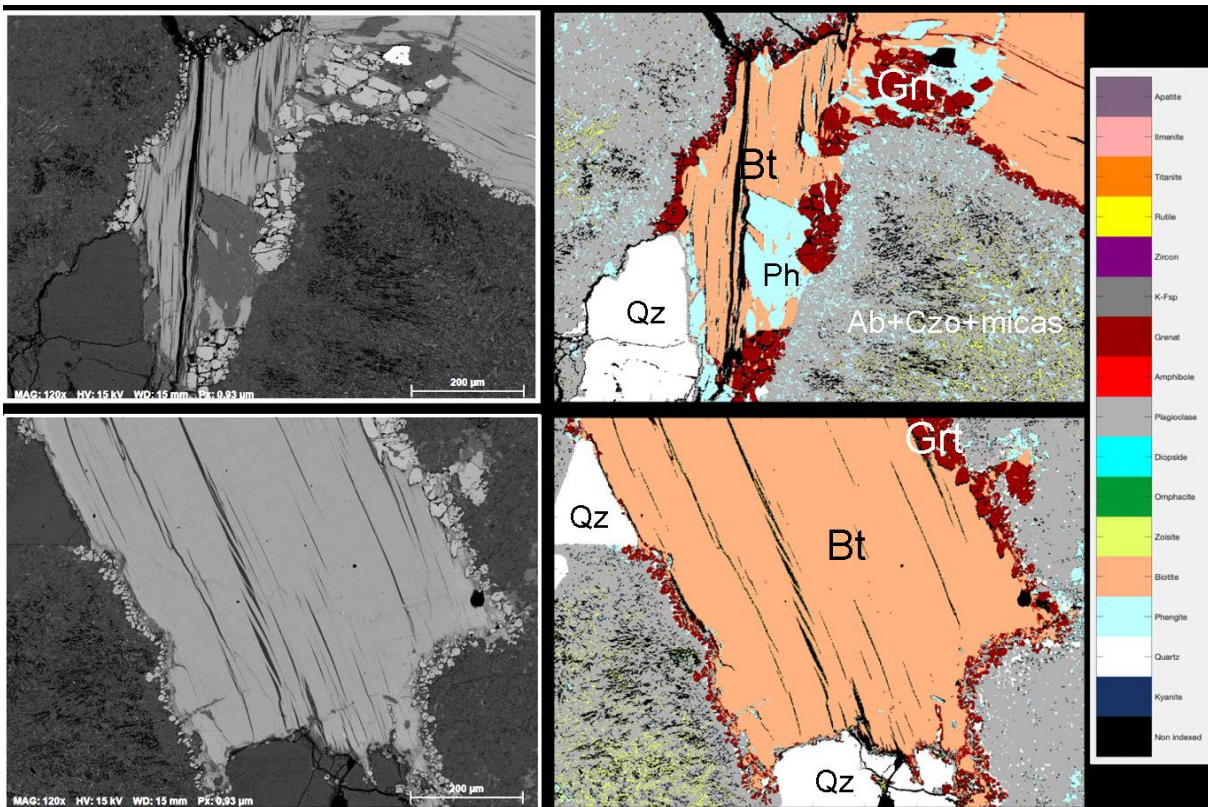 MAG: 120x HV: 15 kV WD: 15 mm Px: 0,93 µm
200 µm
Grt
Bt
Ph
Qz
Ab+Czo+micas
MAG: 120x HV: 15 kV WD: 15 mm Px: 0,93 µm
200 µm
Grt
Qz
Bt
Qz
Apatite
Ilmenite
Titanite
Rutile
Zircon
K-Fsp
Grenat
Amphibole
Plagioclase
Diopside
Omphacite
Zoisite
Biotite
Phengite
Quartz
Kyanite
Non indexed